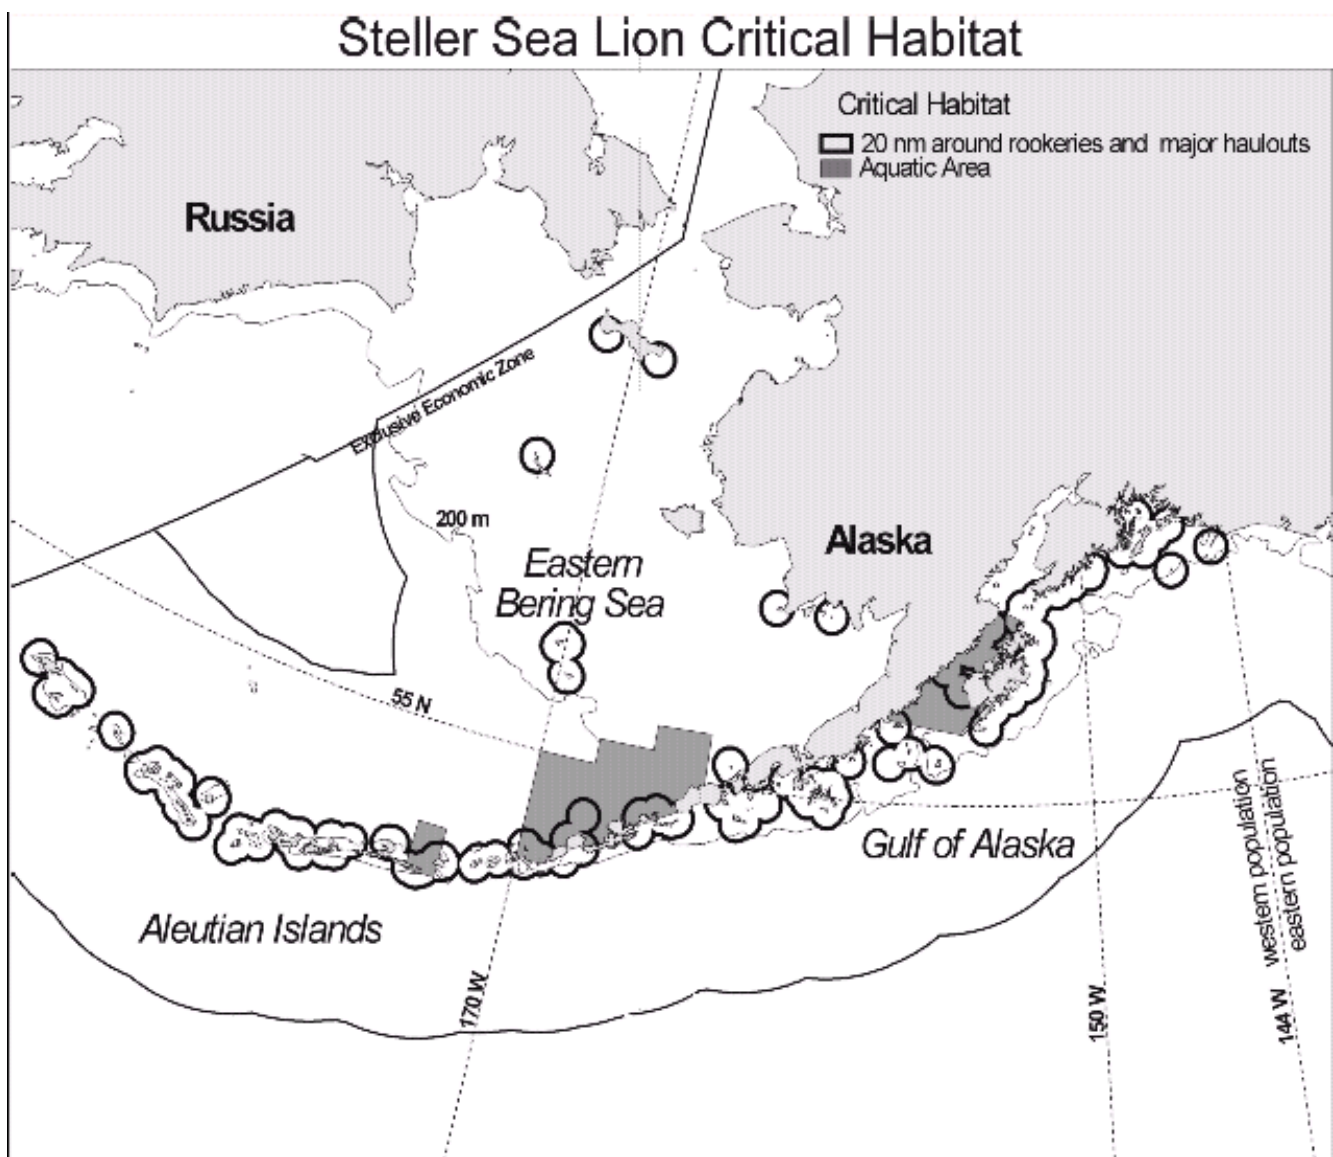 Steller Sea Lion Critical Habitat
Critical Habitat
20 nm around rookeries and major haulouts
Aquatic Area
Russia
Exclusive Economic Zone
200 m
Alaska
Eastern
Bering Sea
55 N
Gulf of Alaska
Aleutian Islands
western population
eastern population
170 W
150 W
144 W